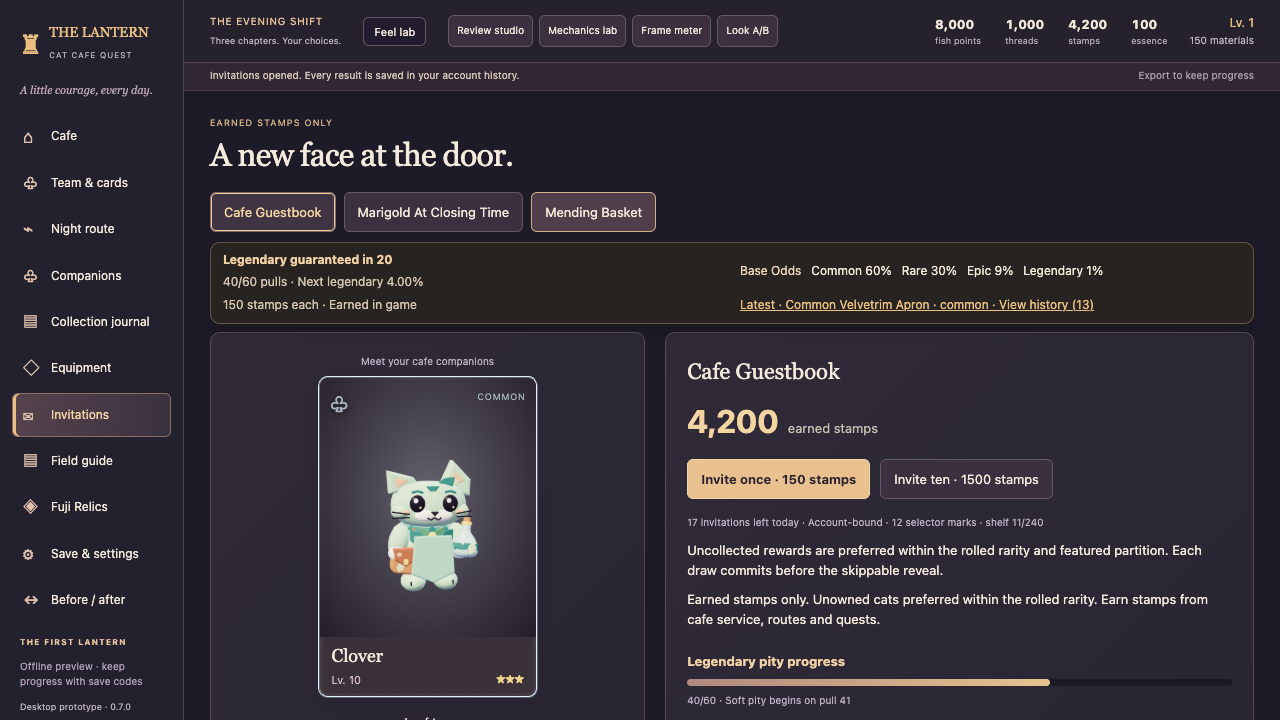 THE LANTERN
CAT CAFE QUEST
A little courage, every day.
Cafe
Team & cards
Night route
Companions
Collection journal
Equipment
Invitations
Field guide
Fuji Relics
Save & settings
Before / after
THE FIRST LANTERN
Offline preview · keep
progress with save codes
Desktop prototype · 0.7.0
THE EVENING SHIFT
Three chapters. Your choices.
Feel lab
Review studio
Mechanics lab
Frame meter
Look A/B
8,000
fish points
1,000
threads
4,200
stamps
100
essence
Lv. 1
150 materials
Invitations opened. Every result is saved in your account history.
Export to keep progress
EARNED STAMPS ONLY
A new face at the door.
Cafe Guestbook
Marigold At Closing Time
Mending Basket
Legendary guaranteed in 20
40/60 pulls · Next legendary 4.00%
150 stamps each · Earned in game
Base Odds Common 60% Rare 30% Epic 9% Legendary 1%
Latest · Common Velvetrim Apron · common · View history (13)
Meet your cafe companions
COMMON
Clover
Lv. 10
Cafe Guestbook
4,200 earned stamps
Invite once · 150 stamps
Invite ten · 1500 stamps
17 invitations left today · Account-bound · 12 selector marks · shelf 11/240
Uncollected rewards are preferred within the rolled rarity and featured partition. Each
draw commits before the skippable reveal.
Earned stamps only. Unowned cats preferred within the rolled rarity. Earn stamps from
cafe service, routes and quests.
Legendary pity progress
40/60 · Soft pity begins on pull 41